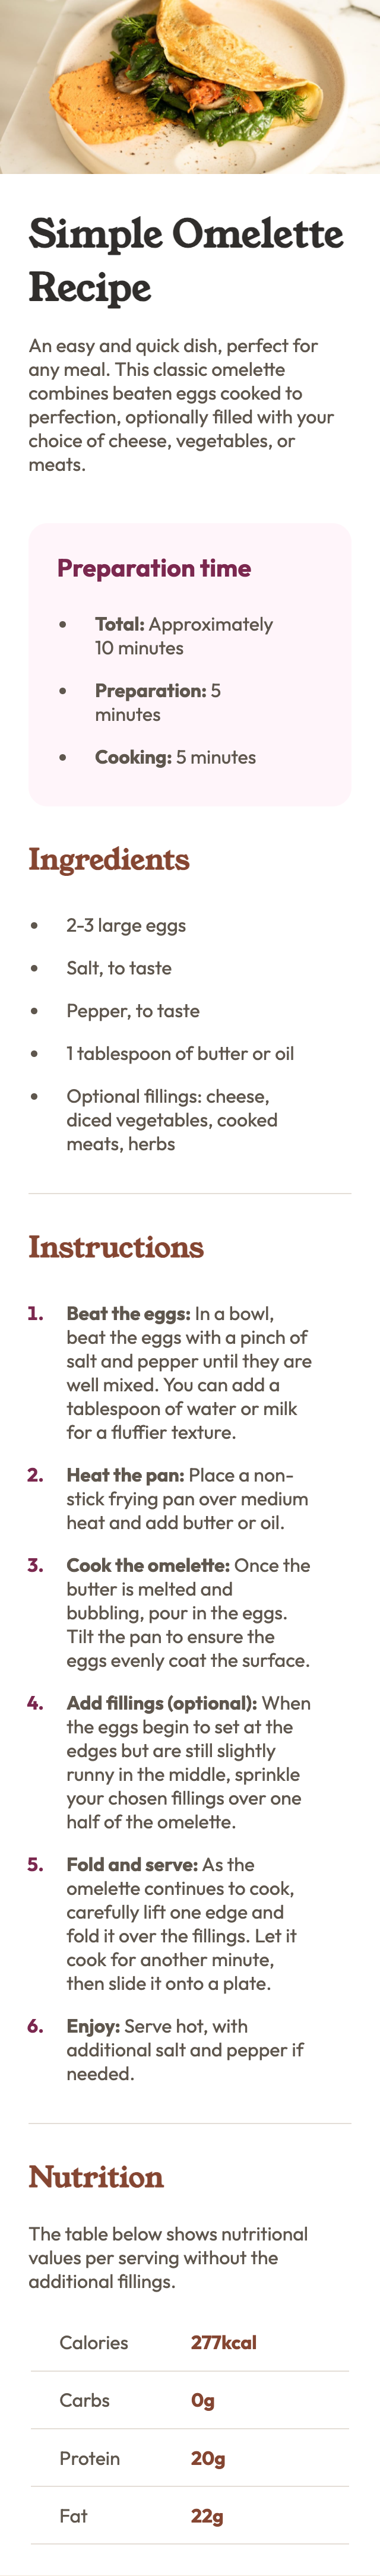 Simple Omelette
Recipe
An easy and quick dish, perfect for
any meal. This classic omelette
combines beaten eggs cooked to
perfection, optionally filled with your
choice of cheese, vegetables, or
meats.
Preparation time
• Total: Approximately
10 minutes
• Preparation: 5
minutes
• Cooking: 5 minutes
Ingredients
• 2-3 large eggs
• Salt, to taste
• Pepper, to taste
• 1 tablespoon of butter or oil
• Optional fillings: cheese,
diced vegetables, cooked
meats, herbs
Instructions
1. Beat the eggs: In a bowl,
beat the eggs with a pinch of
salt and pepper until they are
well mixed. You can add a
tablespoon of water or milk
for a fluffier texture.
2. Heat the pan: Place a non-
stick frying pan over medium
heat and add butter or oil.
3. Cook the omelette: Once the
butter is melted and
bubbling, pour in the eggs.
Tilt the pan to ensure the
eggs evenly coat the surface.
4. Add fillings (optional): When
the eggs begin to set at the
edges but are still slightly
runny in the middle, sprinkle
your chosen fillings over one
half of the omelette.
5. Fold and serve: As the
omelette continues to cook,
carefully lift one edge and
fold it over the fillings. Let it
cook for another minute,
then slide it onto a plate.
6. Enjoy: Serve hot, with
additional salt and pepper if
needed.
Nutrition
The table below shows nutritional
values per serving without the
additional fillings.
Calories 277kcal
Carbs 0g
Protein 20g
Fat 22g